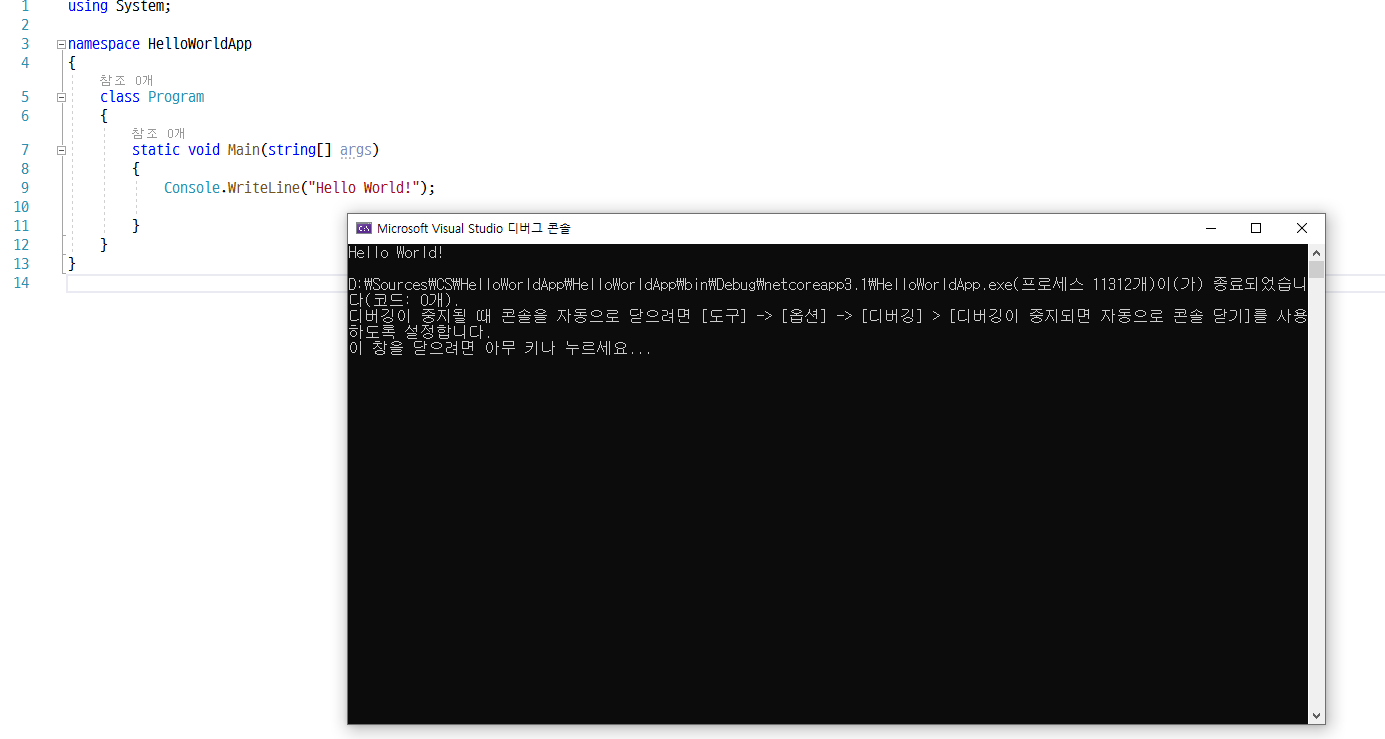 1 using System;
2
3 namespace HelloWorldApp
4 {
참조 0개
5 class Program
6 {
참조 0개
7 static void Main(string[] args)
8 {
9 Console.WriteLine("Hello World!");
10
11 }
12 }
13 }
14
Microsoft Visual Studio 디버그 콘솔
Hello World!
D:₩Sources₩CS₩HelloWorldApp₩HelloWorldApp₩bin₩Debug₩netcoreapp3.1₩HelloWorldApp.exe(프로세스 11312개)이(가) 종료되었습니
다(코드: 0개).
디버깅이 중지될 때 콘솔을 자동으로 닫으려면 [도구] -> [옵션] -> [디버깅] > [디버깅이 중지되면 자동으로 콘솔 닫기]를 사용
하도록 설정합니다.
이 창을 닫으려면 아무 키나 누르세요...